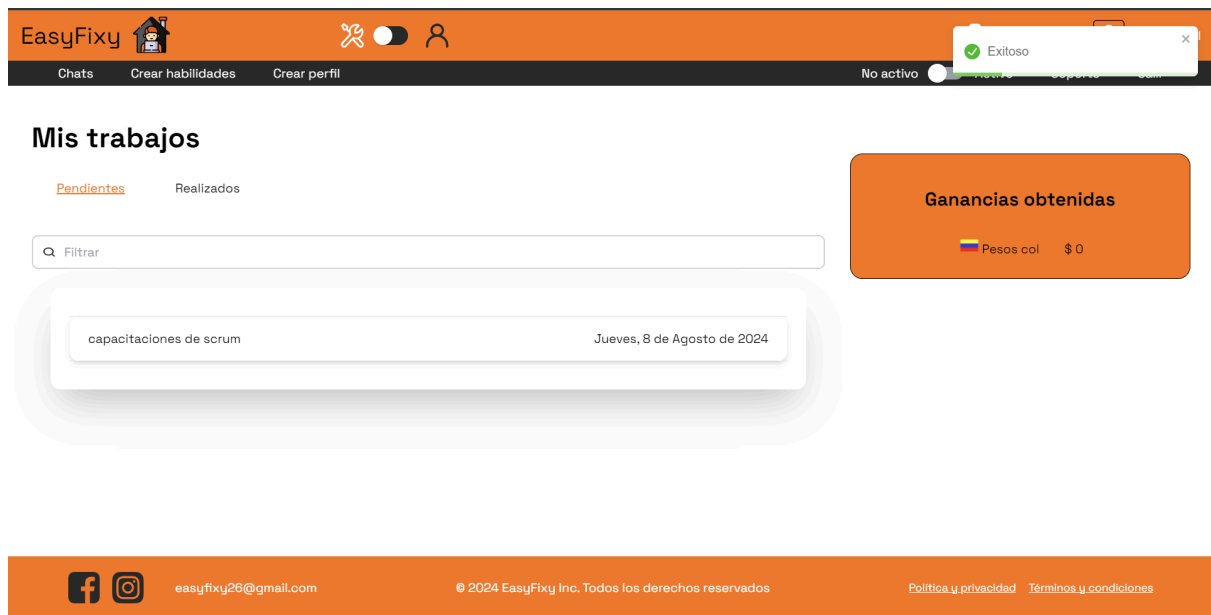 EasyFixy
Exitoso
Chats Crear habilidades Crear perfil No activo
Mis trabajos
Pendientes Realizados
Ganancias obtenidas
Pesos col $ 0
Filtrar
capacitaciones de scrum Jueves, 8 de Agosto de 2024
easyfixy26@gmail.com © 2024 EasyFixy Inc. Todos los derechos reservados Política y privacidad Términos y condiciones